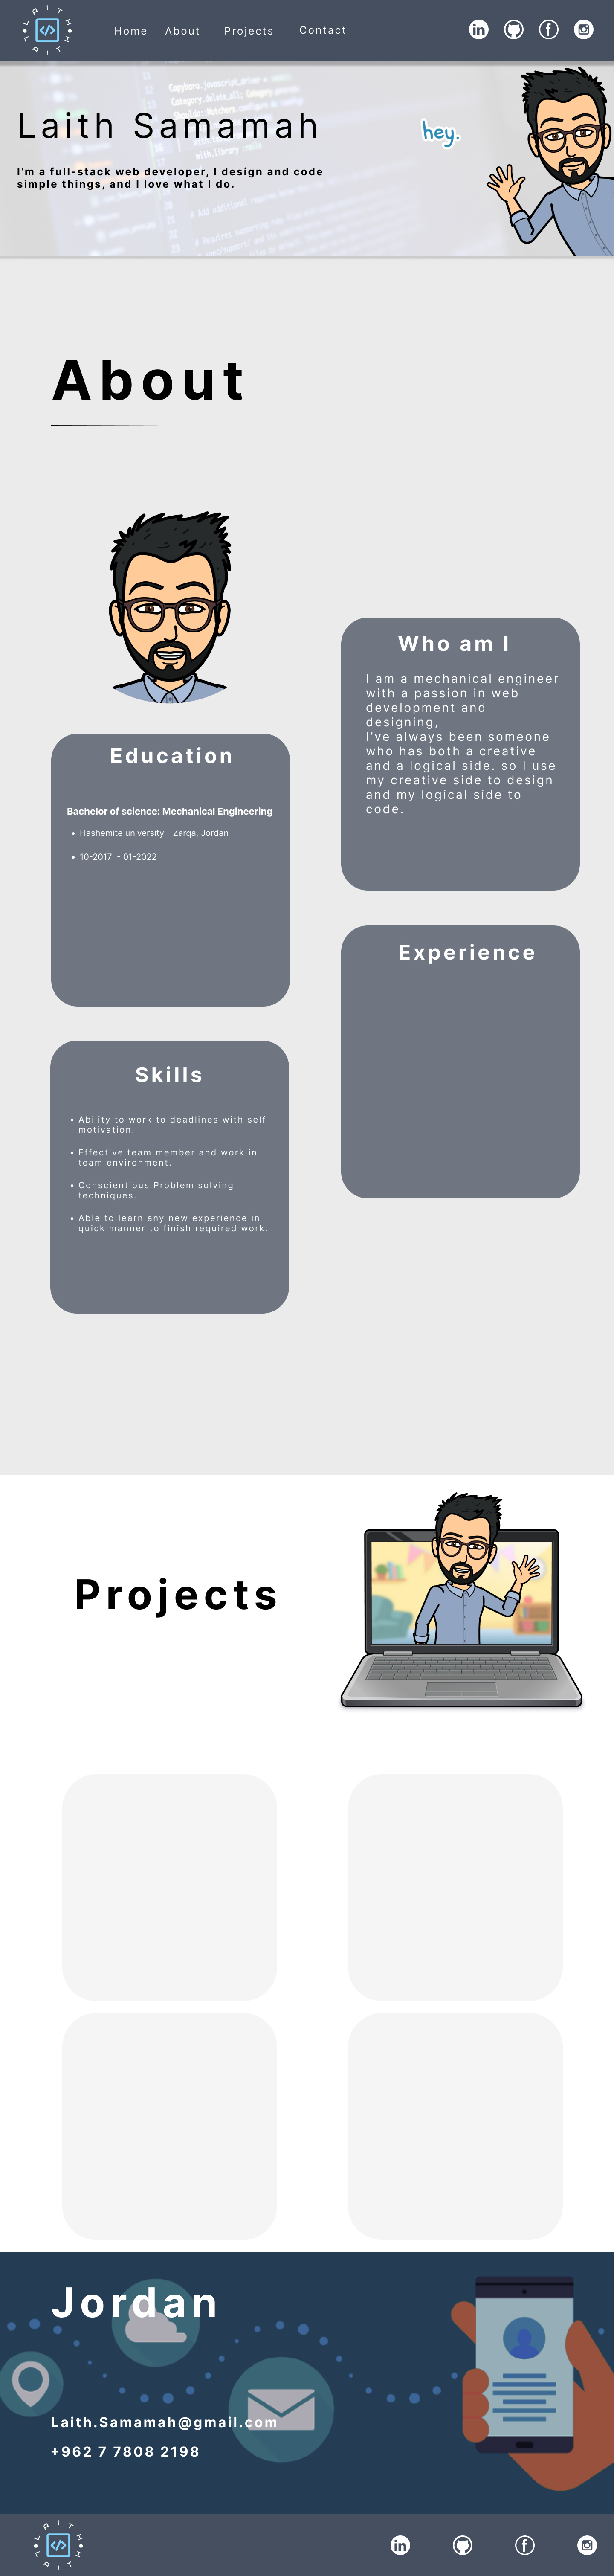 LAITH
Home About Projects Contact
Laith Samamah
hey.
I'm a full-stack web developer, I design and code
simple things, and I love what I do.
About
Who am I
I am a mechanical engineer
with a passion in web
development and
designing,
I've always been someone
who has both a creative
and a logical side. so I use
my creative side to design
and my logical side to
code.
Education
Bachelor of science: Mechanical Engineering
• Hashemite university - Zarqa, Jordan
• 10-2017 - 01-2022
Experience
Skills
• Ability to work to deadlines with self
motivation.
• Effective team member and work in
team environment.
• Conscientious Problem solving
techniques.
• Able to learn any new experience in
quick manner to finish required work.
Projects
Jordan
Laith.Samamah@gmail.com
+962 7 7808 2198
LAITH